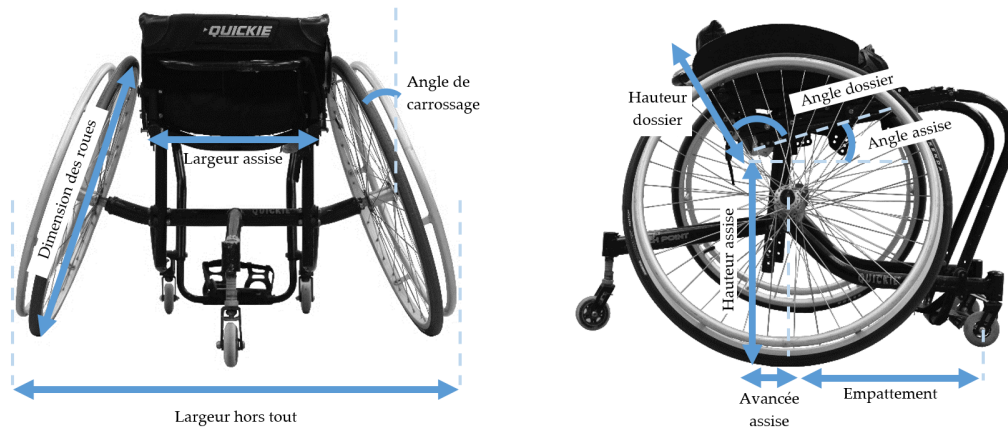 QUICKIE
Angle de
carrossage
Largeur assise
Dimension des roues
QUICKIE
Largeur hors tout
Hauteur
dossier
Angle dossier
Angle assise
Hauteur assise
POINT
QUICKIE
Avancée
assise
Empattement